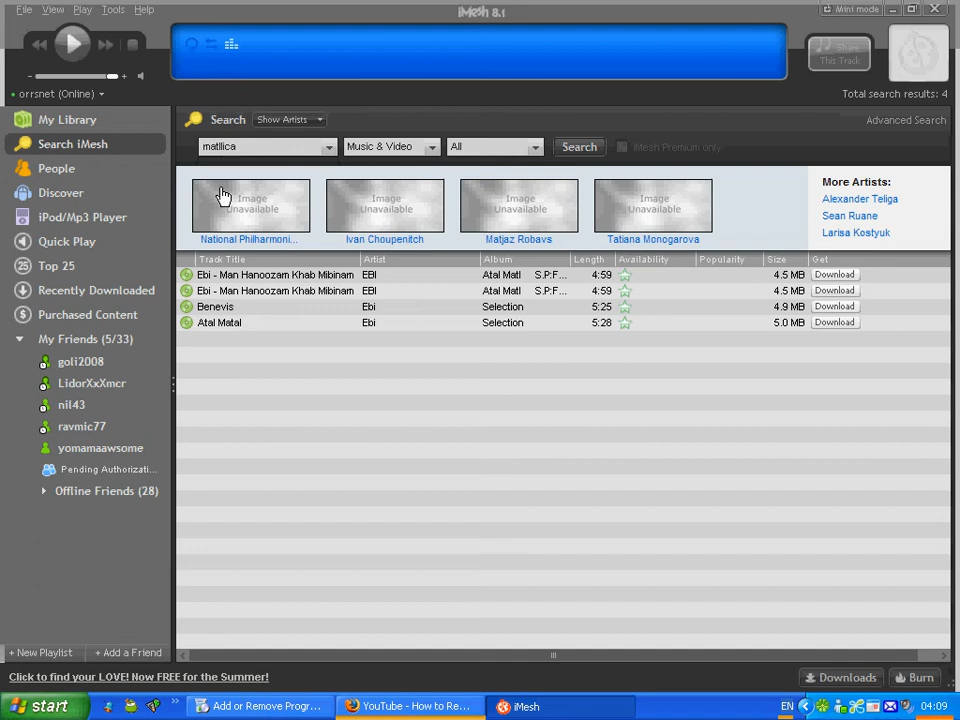 File View Play Tools Help
iMesh 8.1
Mini mode
Share
This Track
orrsnet (Online)
Total search results: 4
My Library
Search iMesh
People
Discover
iPod/Mp3 Player
Quick Play
Top 25
Recently Downloaded
Purchased Content
My Friends (5/33)
goli2008
LidorXxXmcr
nil43
ravmic77
yomamaawsome
Pending Authorizati...
Offline Friends (28)
+ New Playlist + Add a Friend
Search Show Artists Advanced Search
matllica Music & Video All Search iMesh Premium only
Image Unavailable
Image Unavailable
Image Unavailable
Image Unavailable
National Philharmoni... Ivan Choupenitch Matjaz Robavs Tatiana Monogarova
More Artists:
Alexander Teliga
Sean Ruane
Larisa Kostyuk
Track Title Artist Album Length Availability Popularity Size Get
Ebi - Man Hanoozam Khab Mibinam EBI Atal Matl S.P:F... 4:59 4.5 MB Download
Ebi - Man Hanoozam Khab Mibinam EBI Atal Matl S.P:F... 4:59 4.5 MB Download
Benevis Ebi Selection 5:25 4.9 MB Download
Atal Matal Ebi Selection 5:28 5.0 MB Download
Click to find your LOVE! Now FREE for the Summer!
Downloads Burn
start Add or Remove Progr... YouTube - How to Re... iMesh EN 04:09